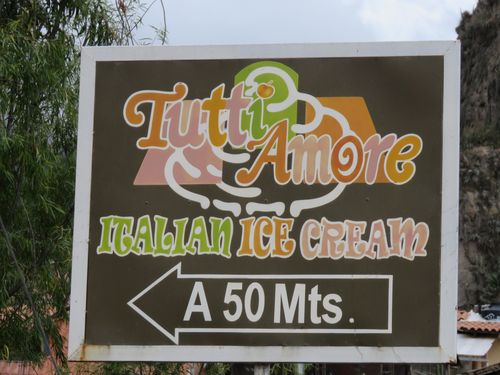 Tutti
Amore
ITALIAN ICE CREAM
A 50 Mts.